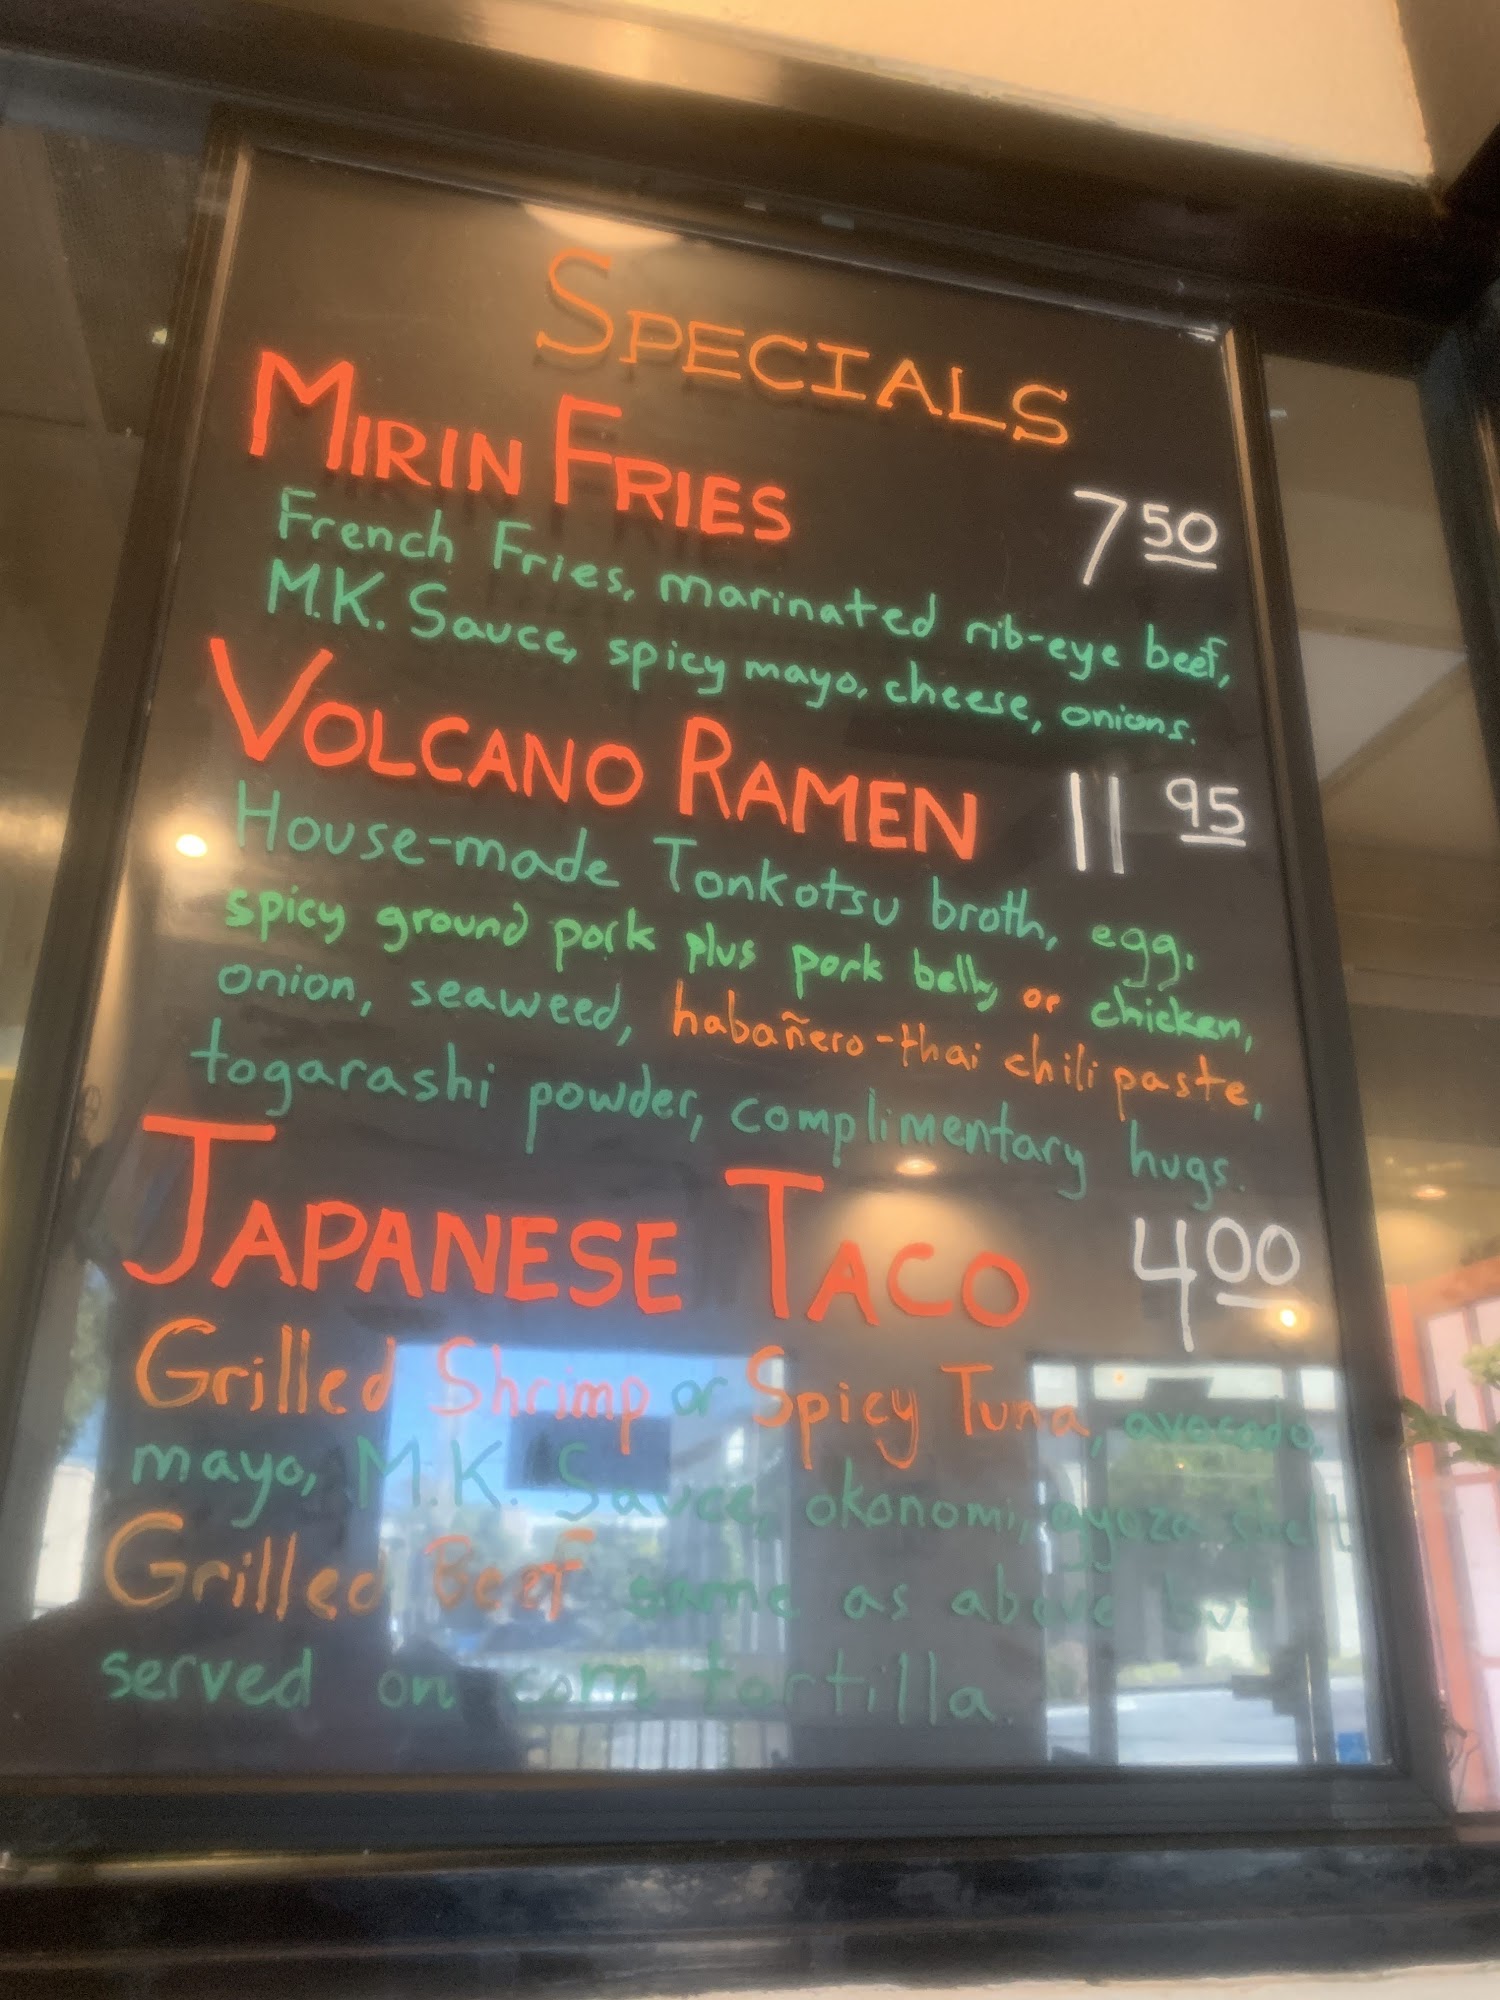 SPECIALS
MIRIN FRIES 7 50
French Fries, marinated rib-eye beef,
M.K. Sauce, spicy mayo, cheese, onions.
VOLCANO RAMEN 11 95
House-made Tonkotsu broth, egg,
spicy ground pork plus pork belly or chicken,
onion, seaweed, habañero-thai chili paste,
togarashi powder, complimentary hugs.
JAPANESE TACO 4 00
Grilled Shrimp or Spicy Tuna, avocado,
mayo, M.K. Sauce, okonomi, gyoza shell
Grilled Beef same as above but
served on corn tortilla.